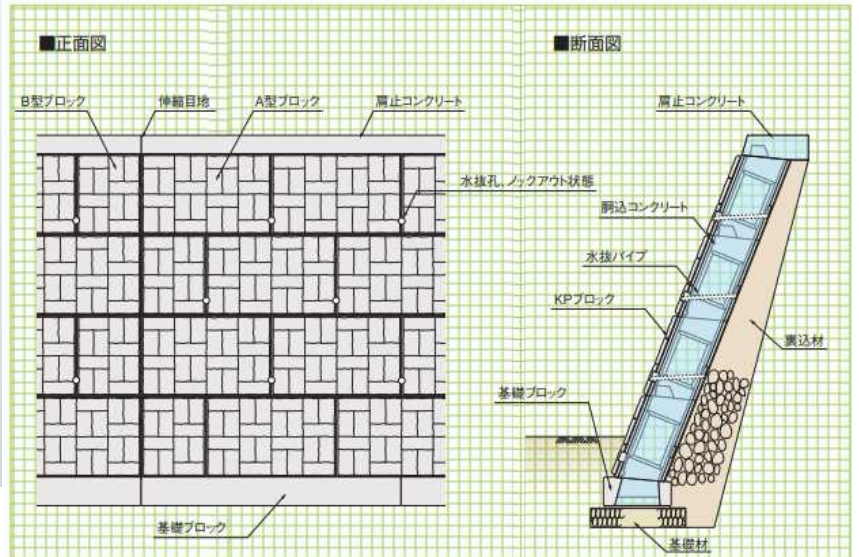 ■正面図
B型ブロック
伸縮目地
A型ブロック
肩止コンクリート
水抜孔、ノックアウト状態
基礎ブロック
■断面図
肩止コンクリート
胴込コンクリート
水抜パイプ
KPブロック
裏込材
基礎ブロック
基礎材